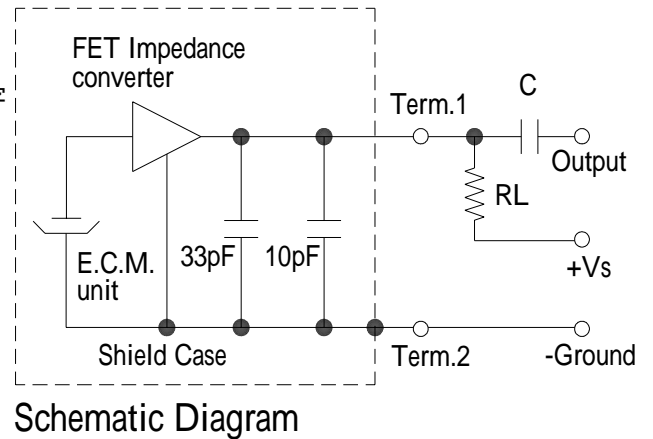 FET Impedance
converter
Term.1
C
Output
RL
+Vs
E.C.M.
unit
33pF
10pF
Shield Case
Term.2
-Ground
Schematic Diagram